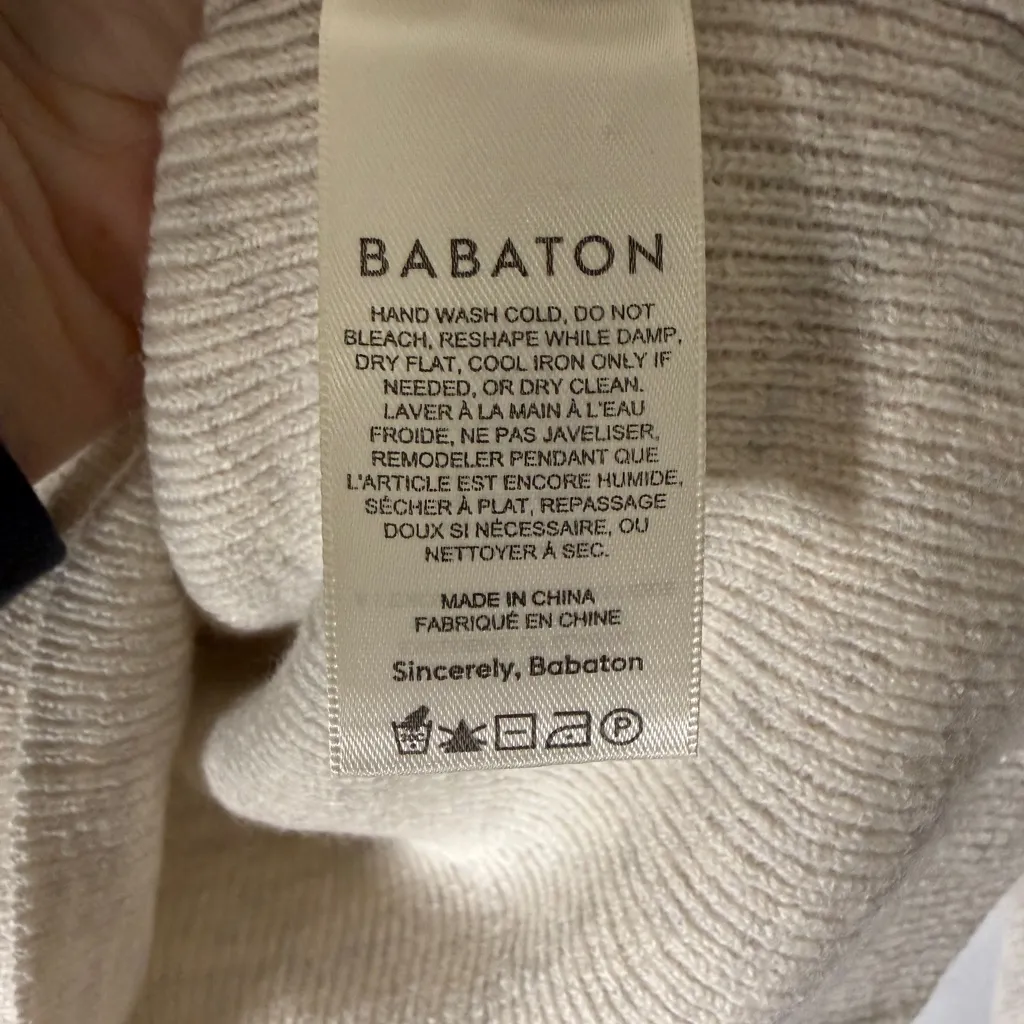 BABATON
HAND WASH COLD, DO NOT
BLEACH, RESHAPE WHILE DAMP,
DRY FLAT, COOL IRON ONLY IF
NEEDED, OR DRY CLEAN.
LAVER À LA MAIN À L'EAU
FROIDE, NE PAS JAVELISER,
REMODELER PENDANT QUE
L'ARTICLE EST ENCORE HUMIDE,
SÉCHER À PLAT, REPASSAGE
DOUX SI NÉCESSAIRE, OU
NETTOYER À SEC.
MADE IN CHINA
FABRIQUÉ EN CHINE
Sincerely, Babaton
P